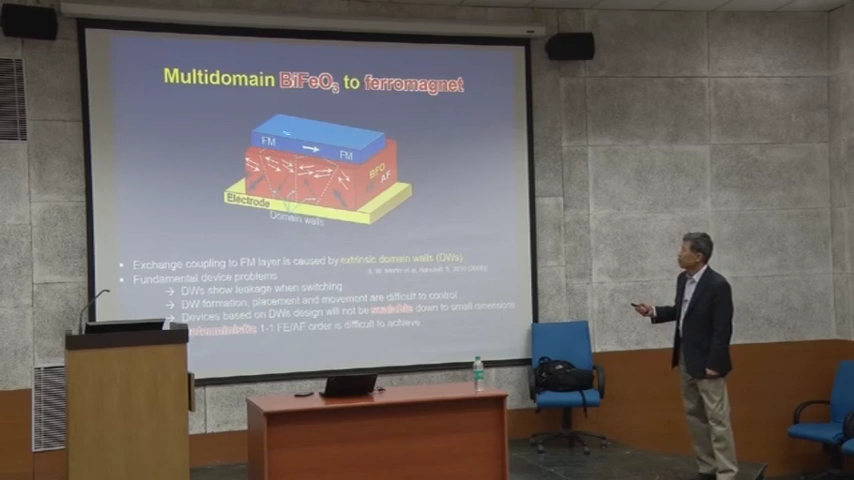 Multidomain BiFeO₃ to ferromagnet
FM
FM
BFO
AF
Electrode
Domain walls
• Exchange coupling to FM layer is caused by extrinsic domain walls (DWs)
• Fundamental device problems
→ DWs show leakage when switching
→ DW formation, placement and movement are difficult to control
→ Devices based on DWs design will not be scalable down to small dimensions
1-1 FE/AF order is difficult to achieve